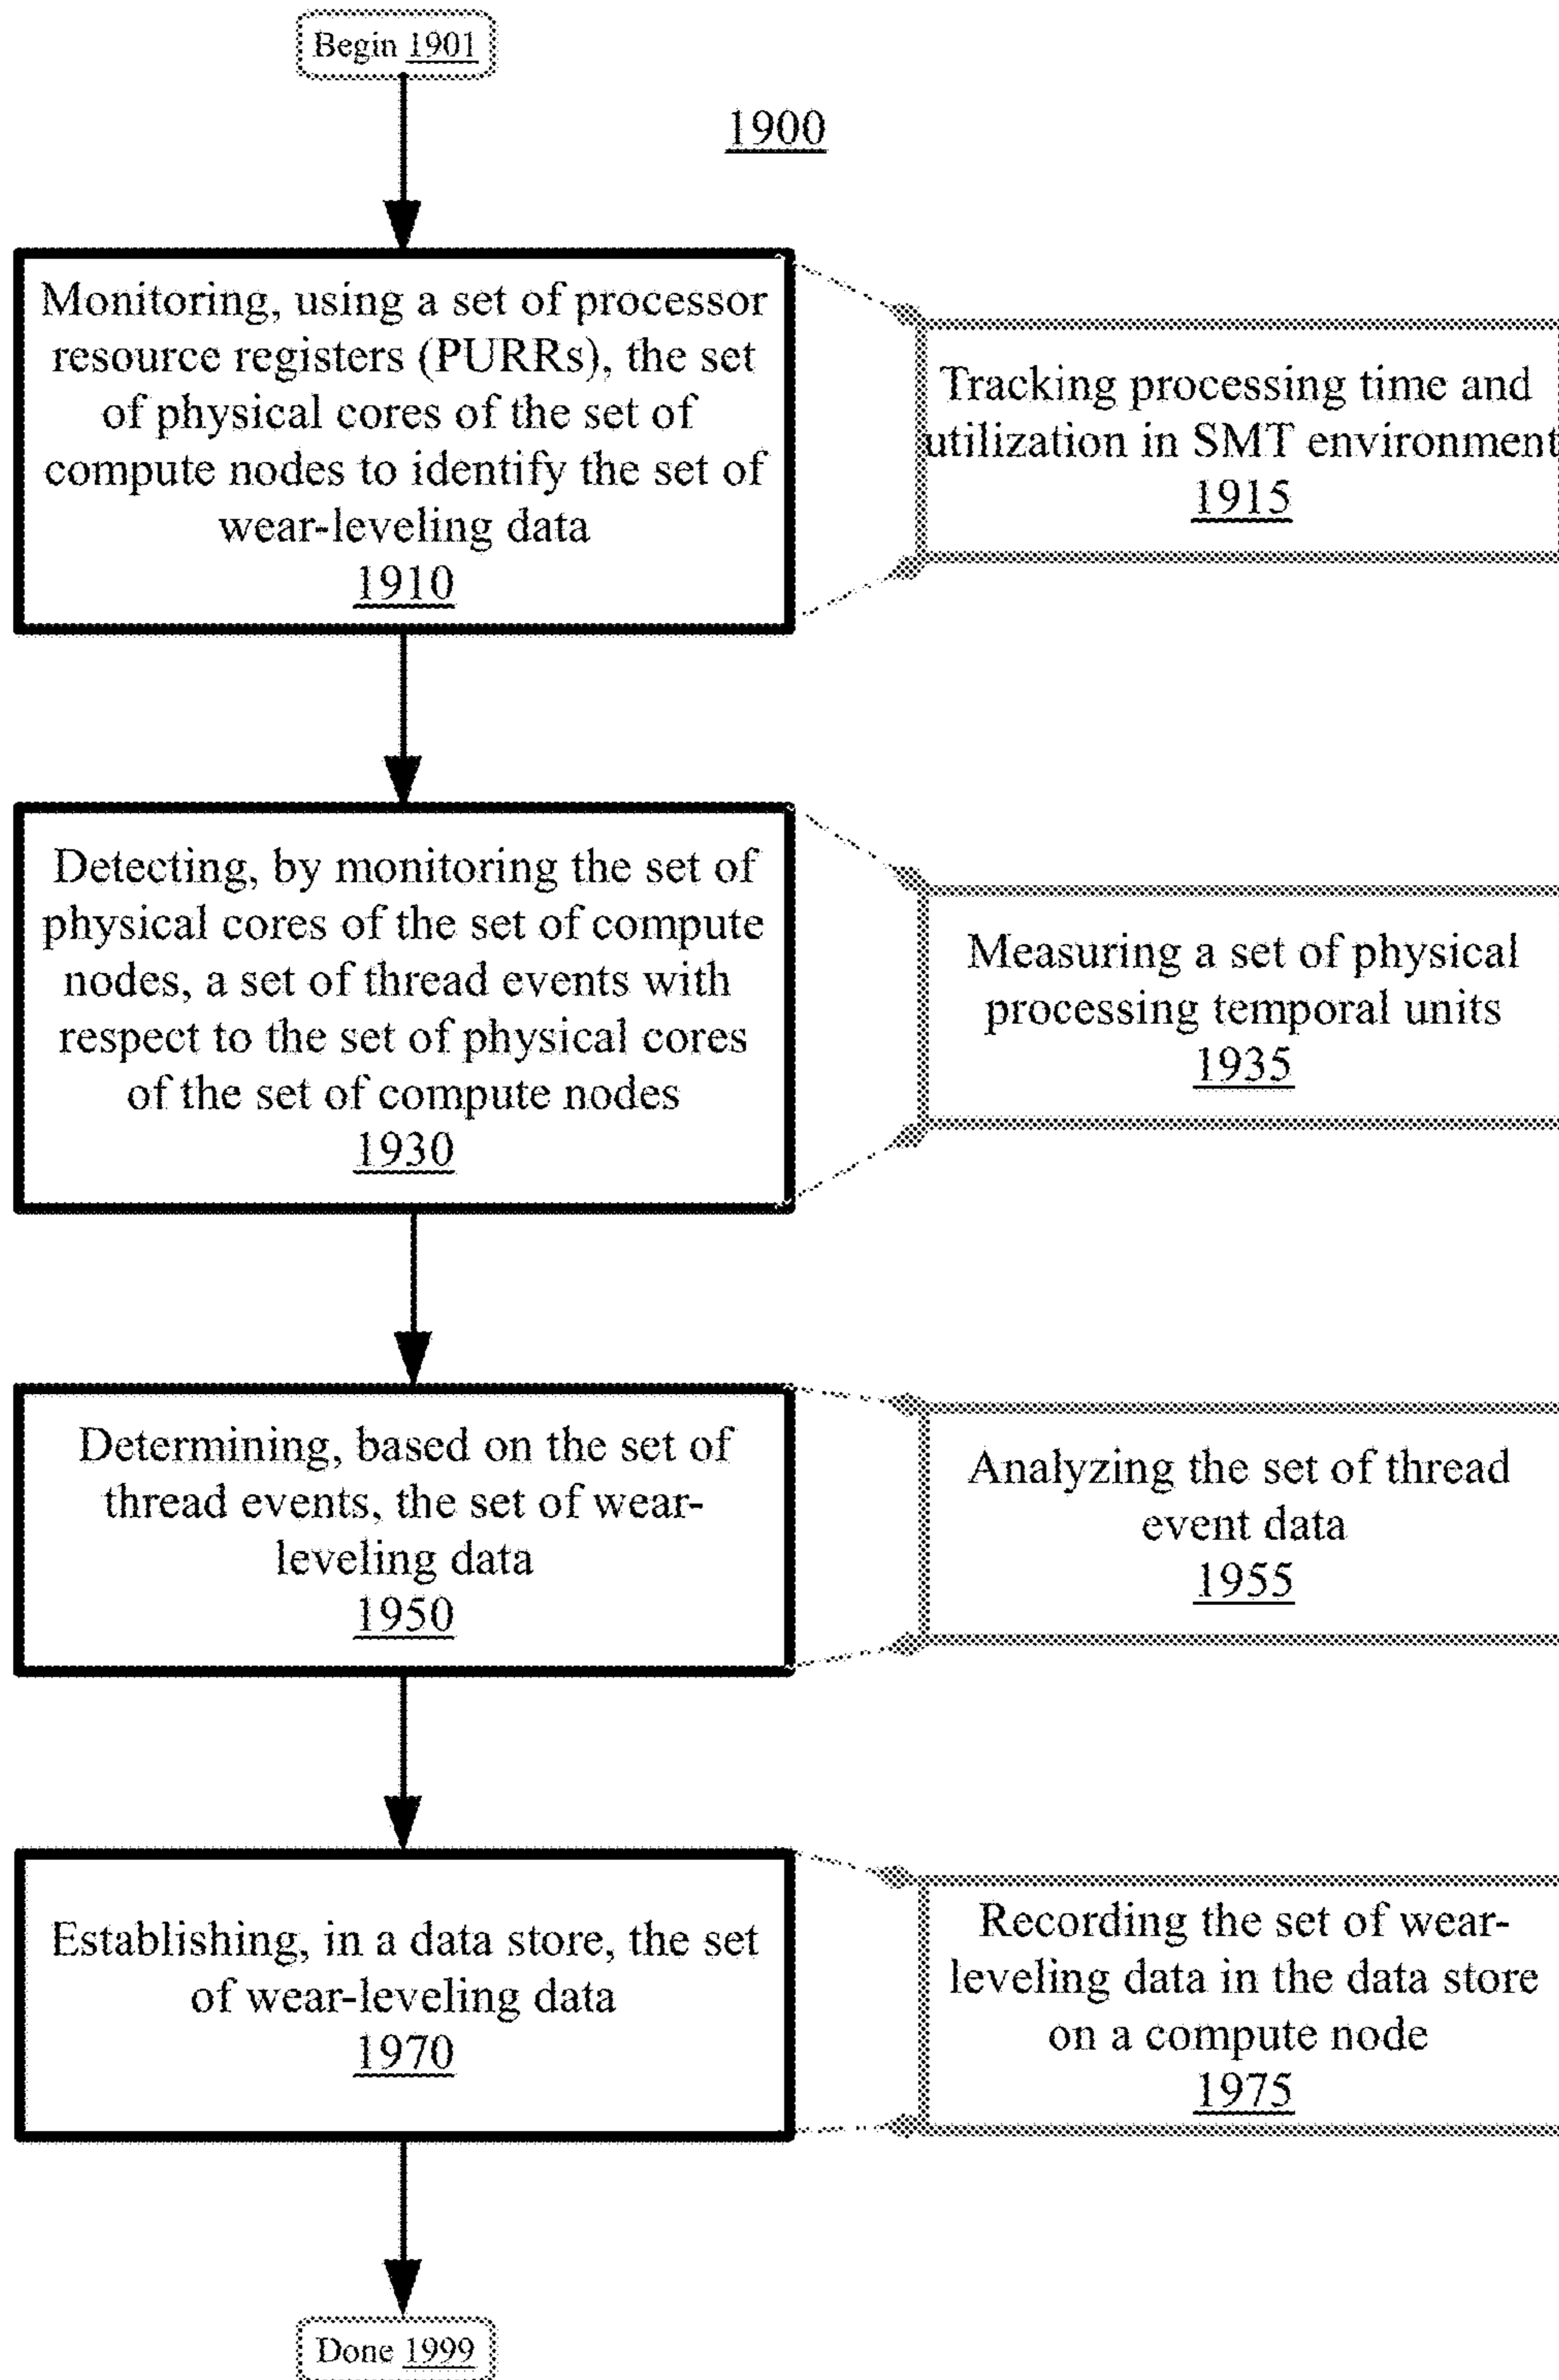 Begin 1901
1900
Monitoring, using a set of processor
resource registers (PURRs), the set
of physical cores of the set of
compute nodes to identify the set of
wear-leveling data
1910
Tracking processing time and
utilization in SMT environment
1915
Detecting, by monitoring the set of
physical cores of the set of compute
nodes, a set of thread events with
respect to the set of physical cores
of the set of compute nodes
1930
Measuring a set of physical
processing temporal units
1935
Determining, based on the set of
thread events, the set of wear-
leveling data
1950
Analyzing the set of thread
event data
1955
Establishing, in a data store, the set
of wear-leveling data
1970
Recording the set of wear-
leveling data in the data store
on a compute node
1975
Done 1999